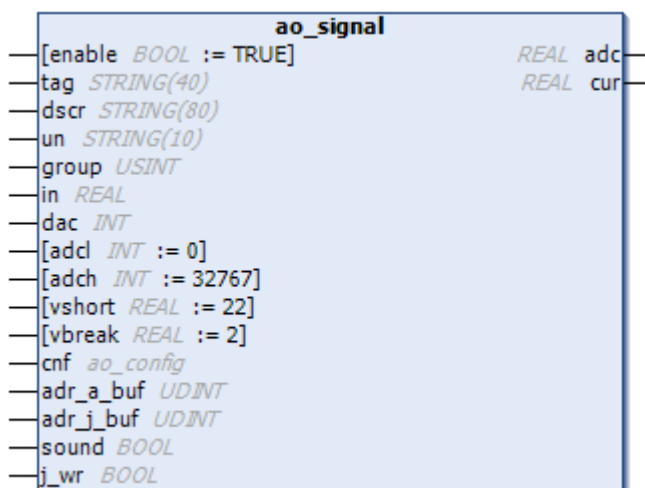 ao_signal
[enable BOOL := TRUE] REAL adc
tag STRING(40) REAL cur
dscr STRING(80)
un STRING(10)
group USINT
in REAL
dac INT
[adcl INT := 0]
[adch INT := 32767]
[vshort REAL := 22]
[vbreak REAL := 2]
cnf ao_config
adr_a_buf UDINT
adr_j_buf UDINT
sound BOOL
j_wr BOOL